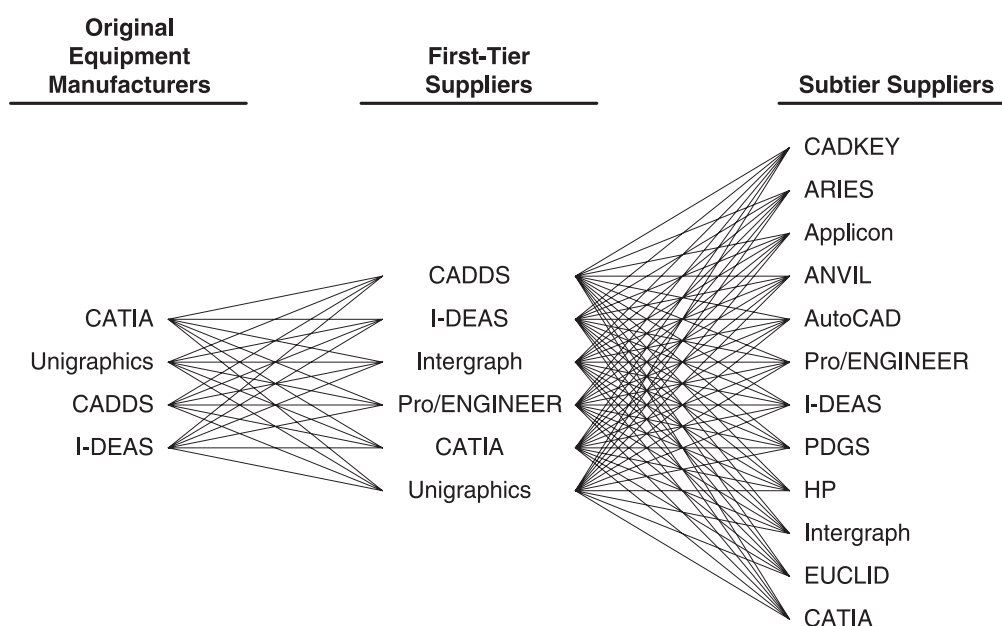 Original
Equipment
Manufacturers
First-Tier
Suppliers
Subtier Suppliers
CATIA
Unigraphics
CADDS
I-DEAS
CADDS
I-DEAS
Intergraph
Pro/ENGINEER
CATIA
Unigraphics
CADKEY
ARIES
Applicon
ANVIL
AutoCAD
Pro/ENGINEER
I-DEAS
PDGS
HP
Intergraph
EUCLID
CATIA